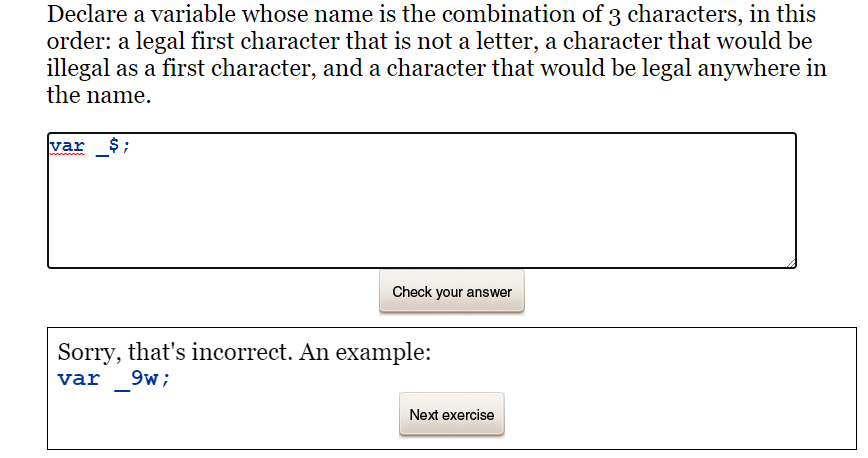 Declare a variable whose name is the combination of 3 characters, in this
order: a legal first character that is not a letter, a character that would be
illegal as a first character, and a character that would be legal anywhere in
the name.
var _$;
Check your answer
Sorry, that's incorrect. An example:
var _9w;
Next exercise